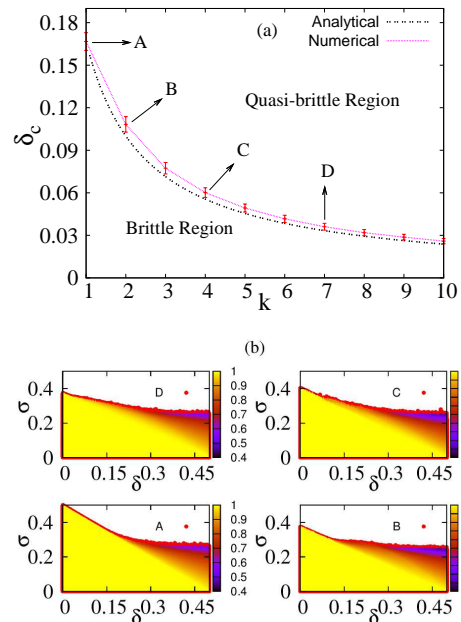 (a)
Analytical
Numerical
0.18
0.15
0.12
0.09
0.06
0.03
0
δc
A
B
C
D
Quasi-brittle Region
Brittle Region
1 2 3 4 5 6 7 8 9 10
k
(b)
D
σ
0.4
0.2
0
0 0.15 0.3 0.45
δ
1
0.9
0.8
0.7
0.6
0.5
0.4
C
σ
0.4
0.2
0
0 0.15 0.3 0.45
δ
A
σ
0.4
0.2
0
0 0.15 0.3 0.45
δ
1
0.9
0.8
0.7
0.6
0.5
0.4
B
σ
0.4
0.2
0
0 0.15 0.3 0.45
δ